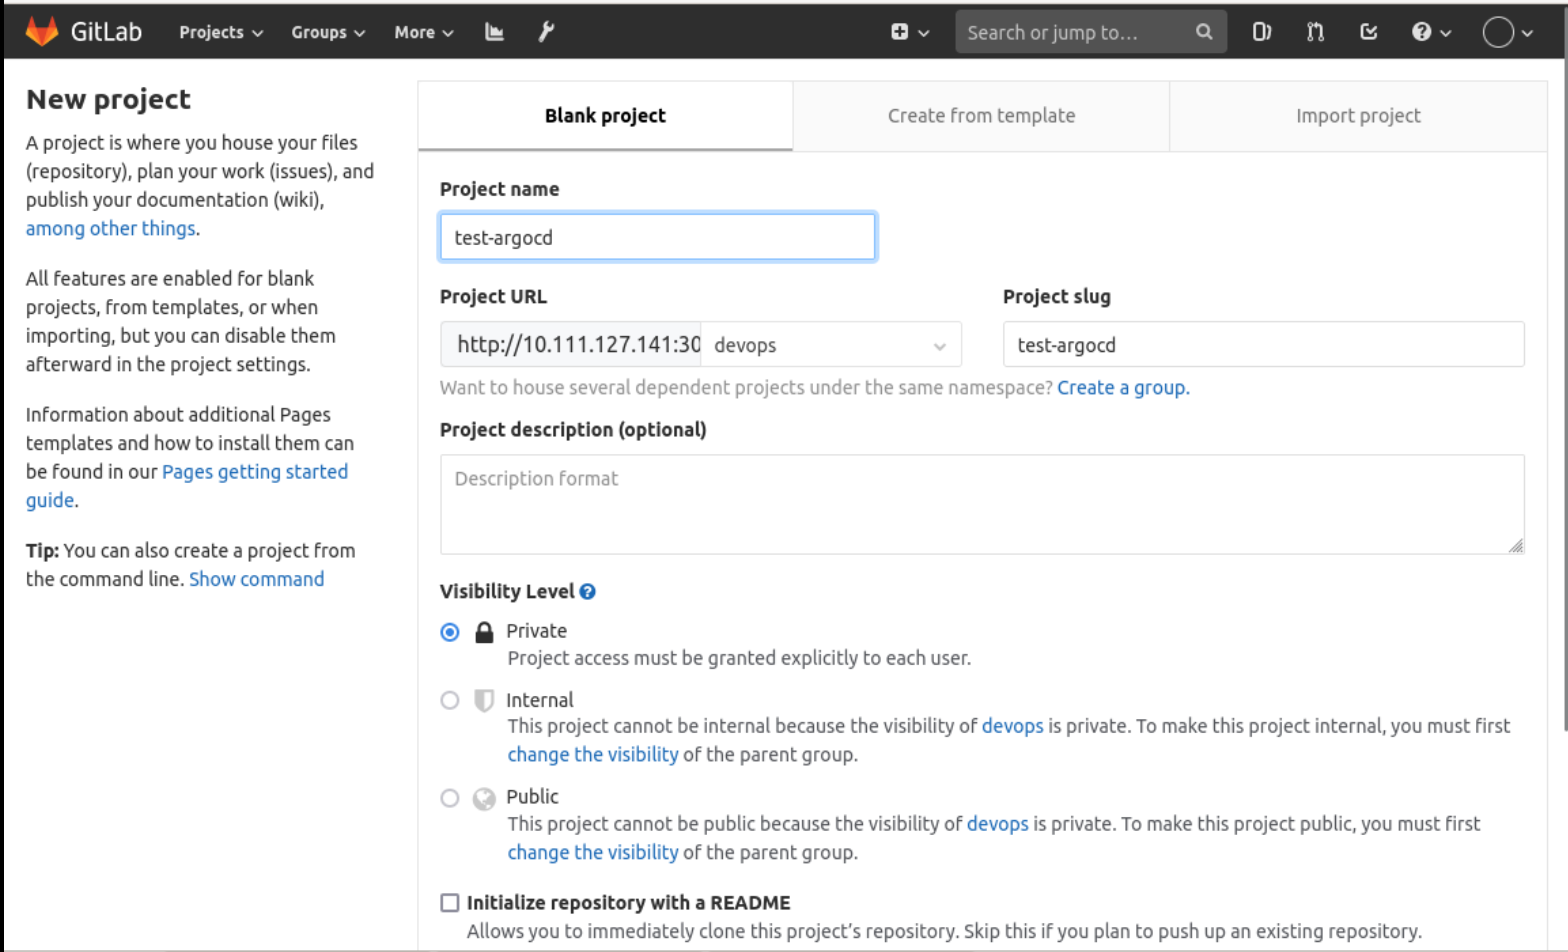 GitLab Projects Groups More Search or jump to...
New project
A project is where you house your files
(repository), plan your work (issues), and
publish your documentation (wiki),
among other things.
All features are enabled for blank
projects, from templates, or when
importing, but you can disable them
afterward in the project settings.
Information about additional Pages
templates and how to install them can
be found in our Pages getting started
guide.
Tip: You can also create a project from
the command line. Show command
Blank project Create from template Import project
Project name
test-argocd
Project URL Project slug
http://10.111.127.141:30 devops test-argocd
Want to house several dependent projects under the same namespace? Create a group.
Project description (optional)
Description format
Visibility Level
Private
Project access must be granted explicitly to each user.
Internal
This project cannot be internal because the visibility of devops is private. To make this project internal, you must first
change the visibility of the parent group.
Public
This project cannot be public because the visibility of devops is private. To make this project public, you must first
change the visibility of the parent group.
Initialize repository with a README
Allows you to immediately clone this project's repository. Skip this if you plan to push up an existing repository.